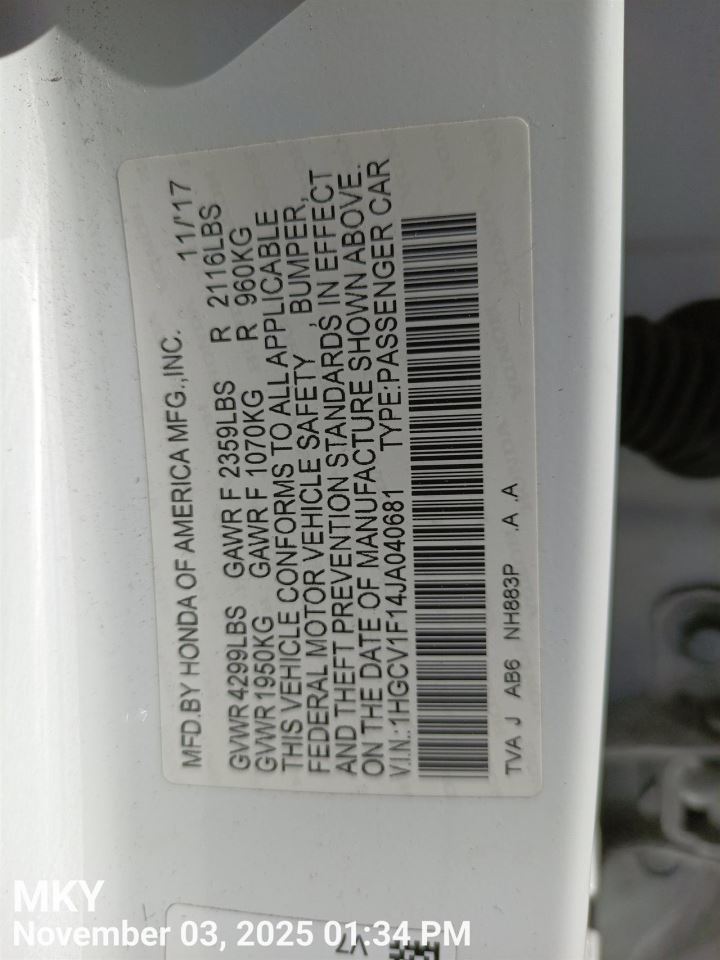 MFD.BY HONDA OF AMERICA MFG.,INC. 11/'17
GVWR 4299LBS GAWR F 2359LBS R 2116LBS
GVWR 1950KG GAWR F 1070KG R 960KG
THIS VEHICLE CONFORMS TO ALL APPLICABLE
FEDERAL MOTOR VEHICLE SAFETY , BUMPER,
AND THEFT PREVENTION STANDARDS, IN EFFECT
ON THE DATE OF MANUFACTURE SHOWN ABOVE.
V.I.N.:1HGCV1F14JA040681 TYPE:PASSENGER CAR
TVA J AB6 NH883P .A .A
V7
MKY
November 03, 2025 01:34 PM